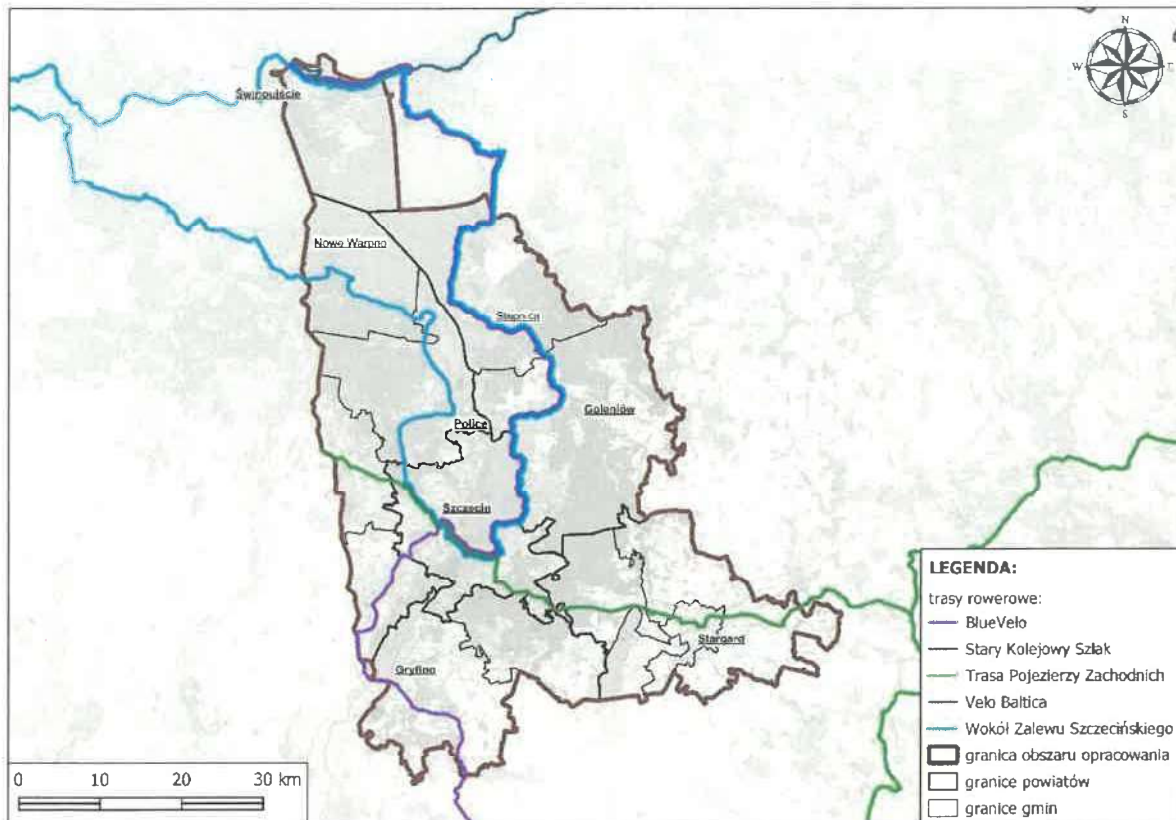 N
W
E
S
Świnoujście
Nowe Warpno
Stepnica
Goleniów
Police
Szczecin
Stargard
Gryfino
LEGENDA:
trasy rowerowe:
BlueVelo
Stary Kolejowy Szlak
Trasa Pojezierzy Zachodnich
Velo Baltica
Wokół Zalewu Szczecińskiego
granica obszaru opracowania
granice powiatów
granice gmin
0 10 20 30 km